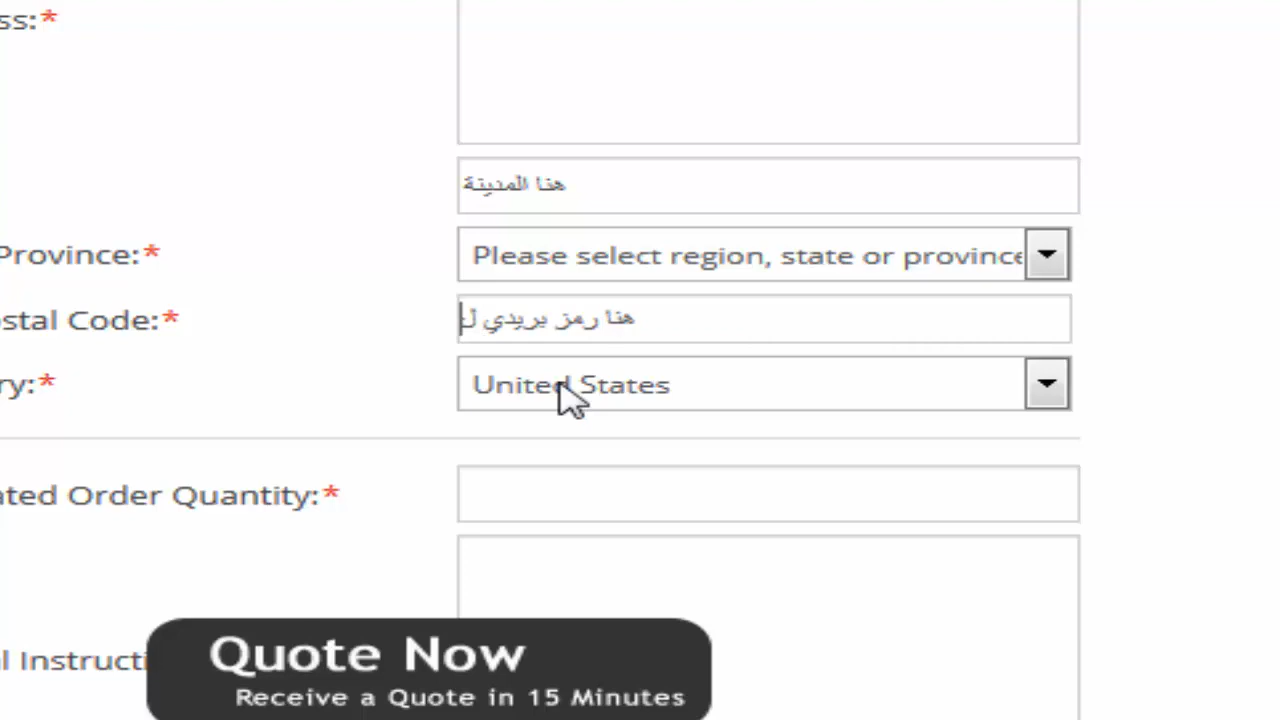 ss:*
هنا المدينة
Province:*
Please select region, state or province
ostal Code:*
هنا رمز بريدي ل
ry:*
United States
ated Order Quantity:*
l Instructi
Quote Now
Receive a Quote in 15 Minutes